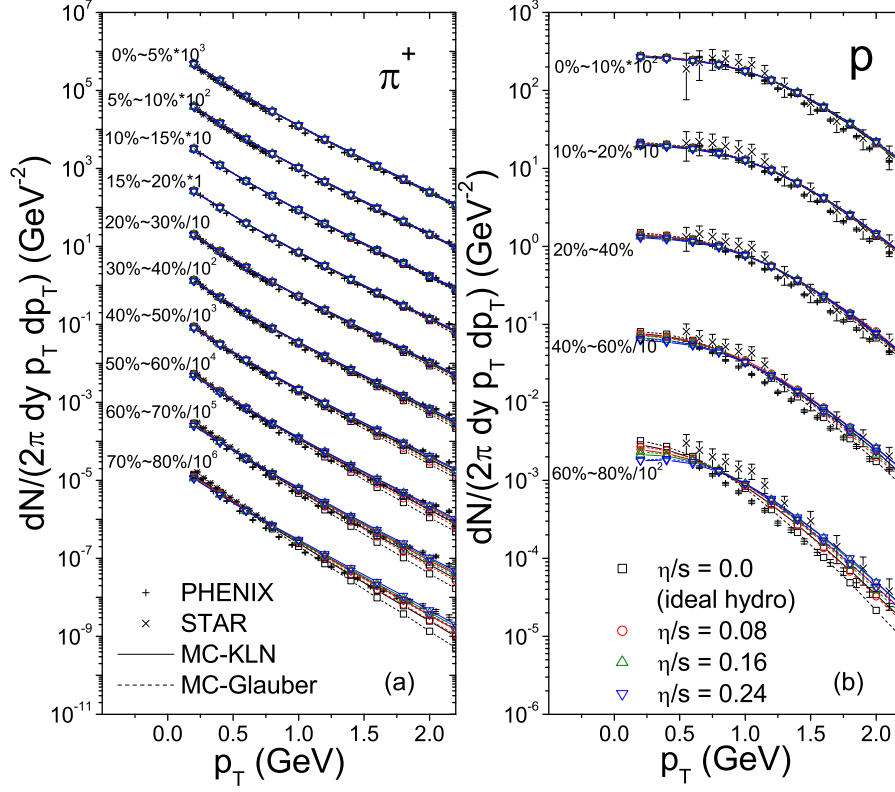 dN/(2π dy p_T dp_T) (GeV^-2)
10^7
10^5
10^3
10^1
10^-1
10^-3
10^-5
10^-7
10^-9
10^-11
π^+
0%~5%*10^3
5%~10%*10^2
10%~15%*10
15%~20%*1
20%~30%/10
30%~40%/10^2
40%~50%/10^3
50%~60%/10^4
60%~70%/10^5
70%~80%/10^6
PHENIX
STAR
MC-KLN
MC-Glauber
(a)
0.0 0.5 1.0 1.5 2.0
p_T (GeV)
dN/(2π dy p_T dp_T) (GeV^-2)
10^3
10^2
10^1
10^0
10^-1
10^-2
10^-3
10^-4
10^-5
10^-6
p
0%~10%*10^2
10%~20%*10
20%~40%
40%~60%/10
60%~80%/10^2
η/s = 0.0
(ideal hydro)
η/s = 0.08
η/s = 0.16
η/s = 0.24
(b)
0.0 0.5 1.0 1.5 2.0
p_T (GeV)